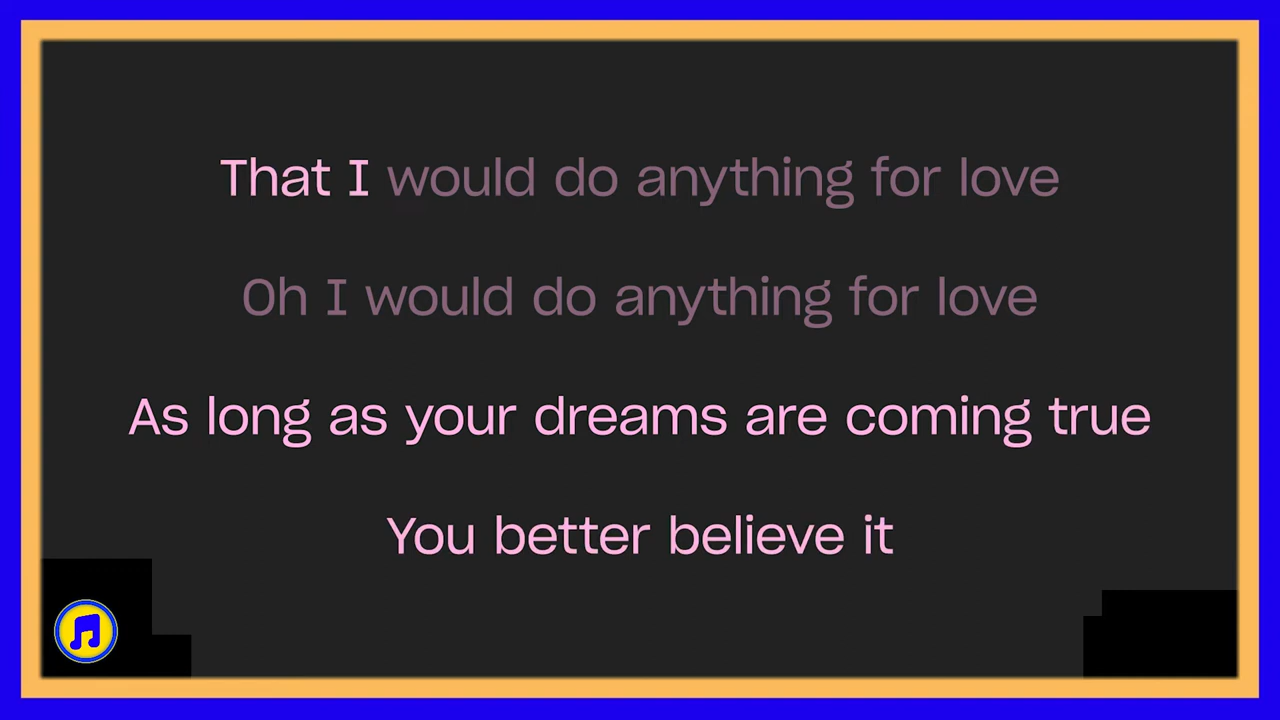 That I would do anything for love
Oh I would do anything for love
As long as your dreams are coming true
You better believe it